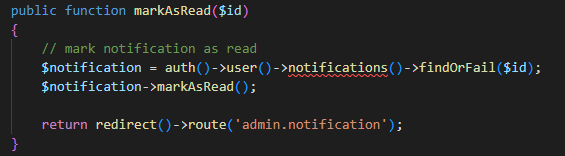 public function markAsRead($id)
{
    // mark notification as read
    $notification = auth()->user()->notifications()->findOrFail($id);
    $notification->markAsRead();

    return redirect()->route('admin.notification');
}